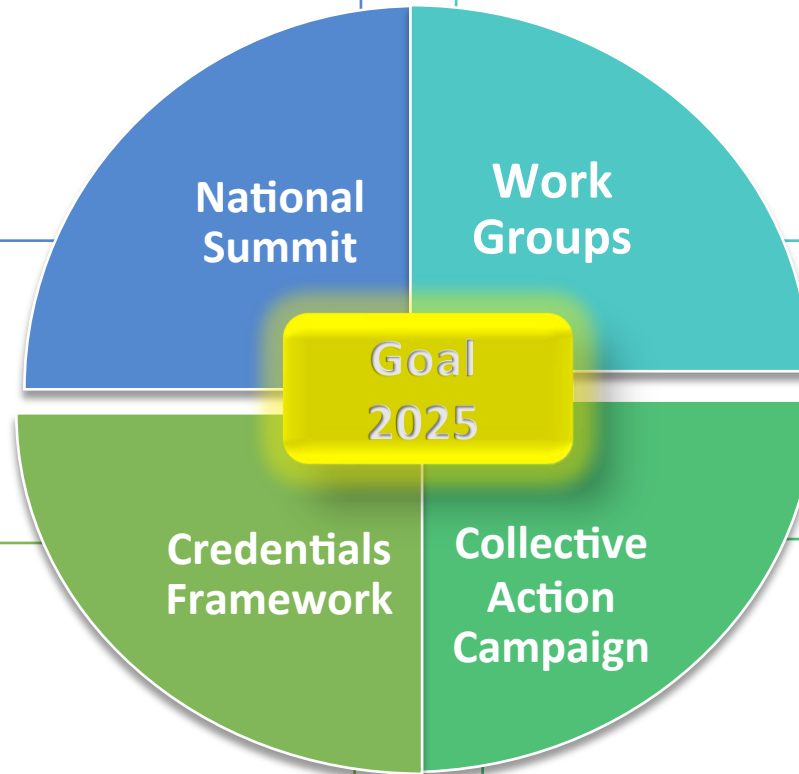 National
Summit
Work
Groups
Goal
2025
Credentials
Framework
Collective
Action
Campaign